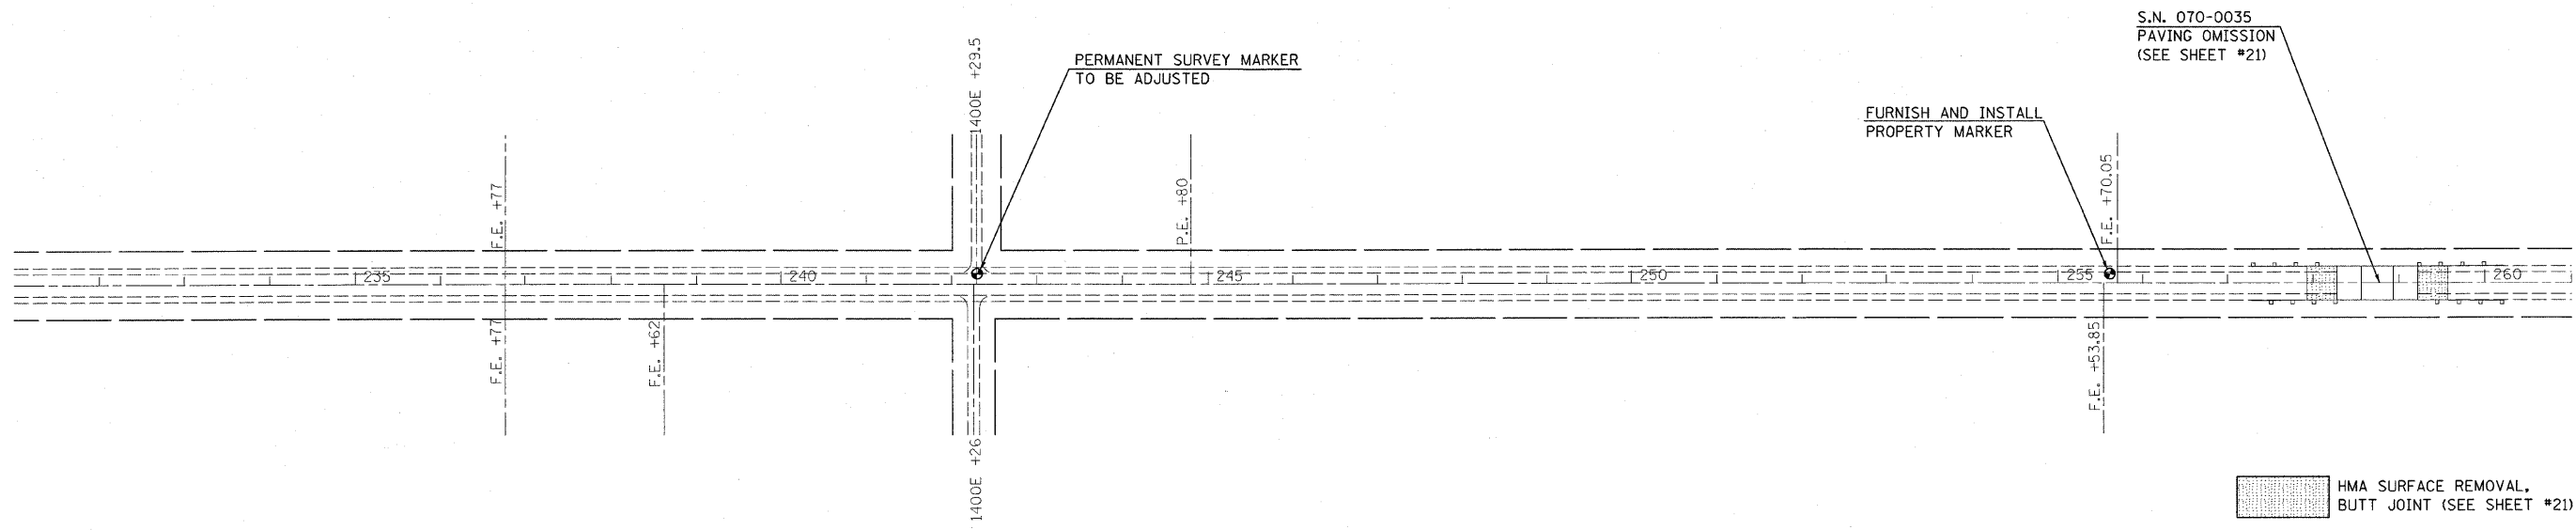 S.N. 070-0035
PAVING OMISSION
(SEE SHEET #21)
1400E +29.5
PERMANENT SURVEY MARKER
TO BE ADJUSTED
FURNISH AND INSTALL
PROPERTY MARKER
F.E. +77
P.E. +80
F.E. +70.05
235
240
245
250
255
260
F.E. +77
F.E. +62
F.E. +53.85
1400E +26
HMA SURFACE REMOVAL,
BUTT JOINT (SEE SHEET #21)